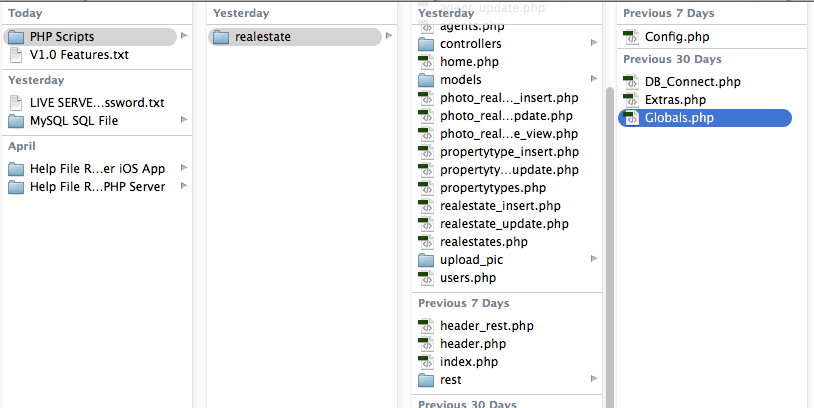 Today
PHP Scripts
V1.0 Features.txt
Yesterday
LIVE SERVE...ssword.txt
MySQL SQL File
April
Help File R...er iOS App
Help File R...PHP Server
Yesterday
realestate
Yesterday
agent_update.php
agents.php
controllers
home.php
models
photo_real..._insert.php
photo_real...pdate.php
photo_real...e_view.php
propertytype_insert.php
propertyty...update.php
propertytypes.php
realestate_insert.php
realestate_update.php
realestates.php
upload_pic
users.php
Previous 7 Days
header_rest.php
header.php
index.php
rest
Previous 30 Days
Previous 7 Days
Config.php
Previous 30 Days
DB_Connect.php
Extras.php
Globals.php